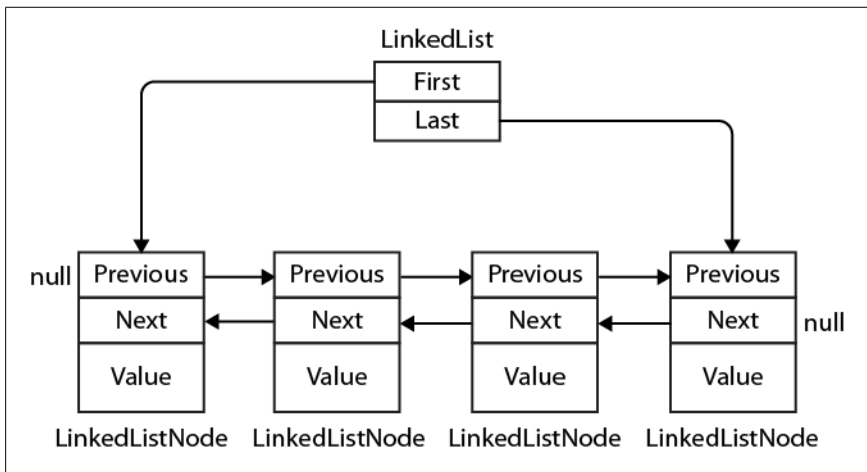 LinkedList
First
Last
null
Previous
Previous
Previous
Previous
Next
Next
Next
Next
null
Value
Value
Value
Value
LinkedListNode
LinkedListNode
LinkedListNode
LinkedListNode